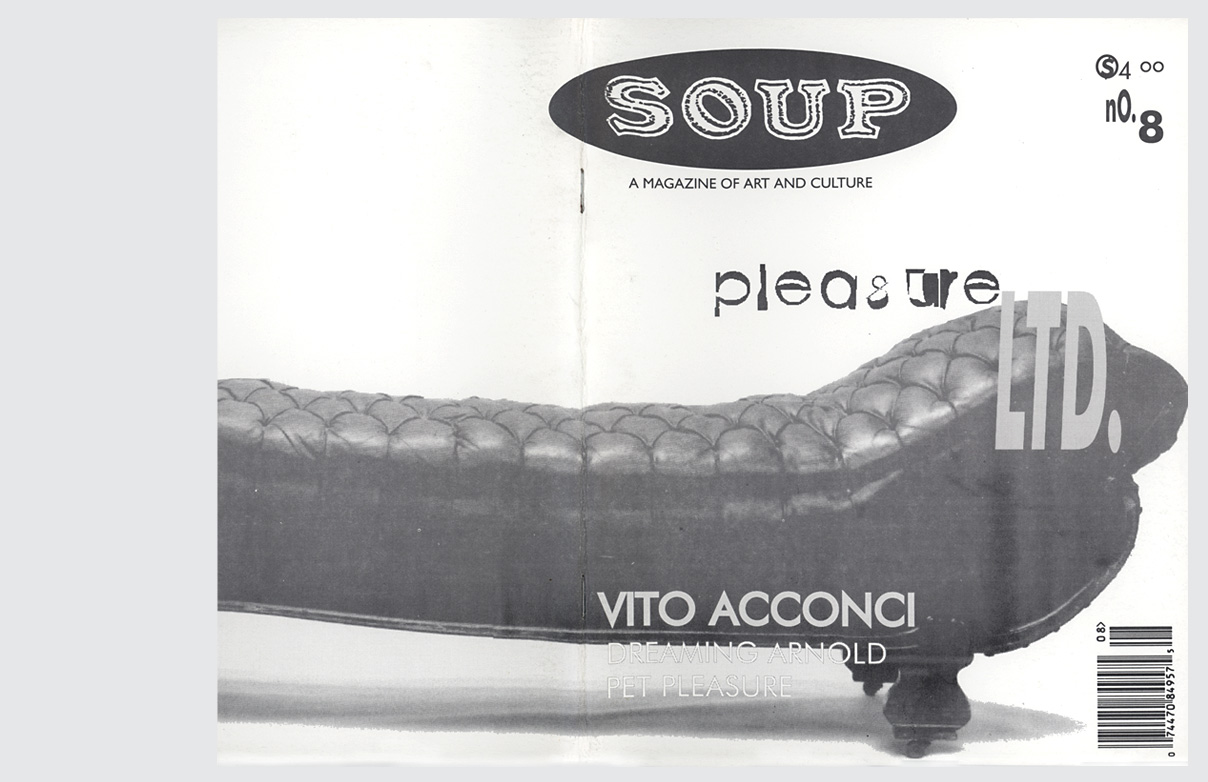 SOUP
A MAGAZINE OF ART AND CULTURE
$4 00
nO. 8
pleasure
LTD.
VITO ACCONCI
DREAMING ARNOLD
PET PLEASURE
08>
0 74470 84957 5